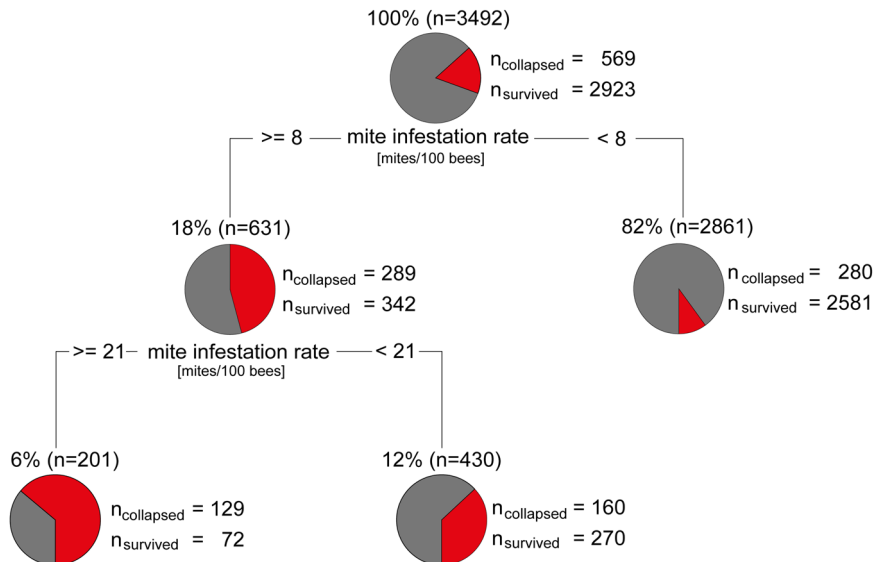 100% (n=3492)
ncollapsed = 569
nsurvived = 2923
>= 8 mite infestation rate < 8
[mites/100 bees]
18% (n=631)
82% (n=2861)
ncollapsed = 289
nsurvived = 342
ncollapsed = 280
nsurvived = 2581
>= 21 mite infestation rate < 21
[mites/100 bees]
6% (n=201)
12% (n=430)
ncollapsed = 129
nsurvived = 72
ncollapsed = 160
nsurvived = 270